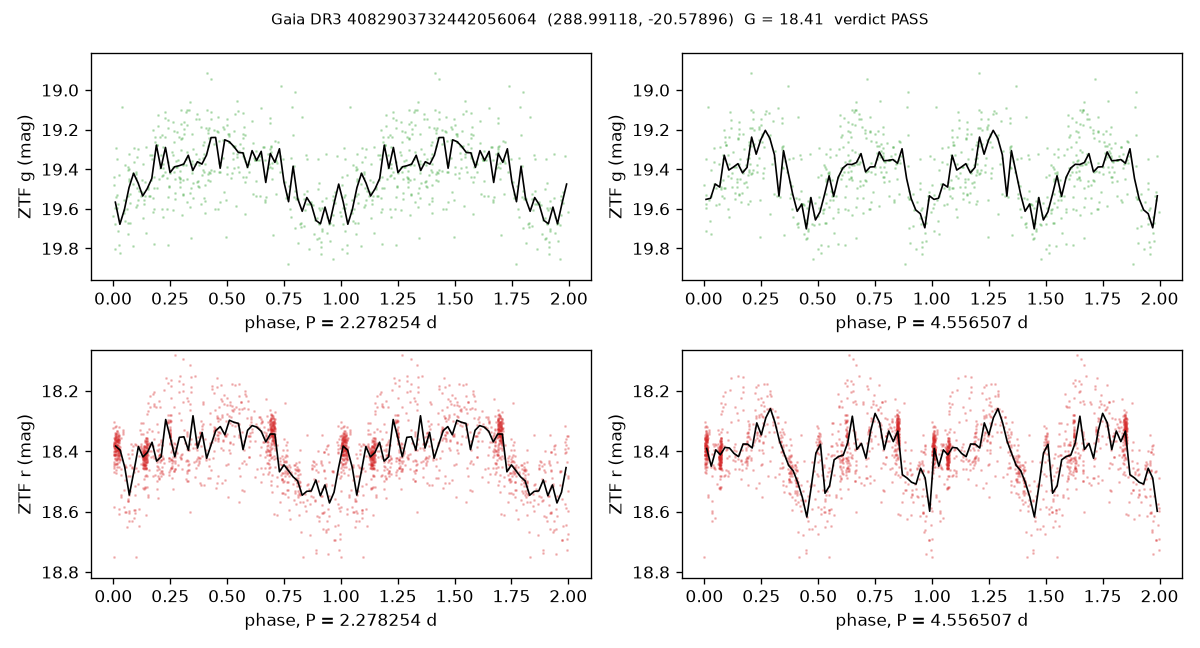 Gaia DR3 4082903732442056064  (288.99118, -20.57896)  G = 18.41  verdict PASS
ZTF g (mag)
19.0
19.2
19.4
19.6
19.8
0.00 0.25 0.50 0.75 1.00 1.25 1.50 1.75 2.00
phase, P = 2.278254 d
ZTF g (mag)
19.0
19.2
19.4
19.6
19.8
0.00 0.25 0.50 0.75 1.00 1.25 1.50 1.75 2.00
phase, P = 4.556507 d
ZTF r (mag)
18.2
18.4
18.6
18.8
0.00 0.25 0.50 0.75 1.00 1.25 1.50 1.75 2.00
phase, P = 2.278254 d
ZTF r (mag)
18.2
18.4
18.6
18.8
0.00 0.25 0.50 0.75 1.00 1.25 1.50 1.75 2.00
phase, P = 4.556507 d